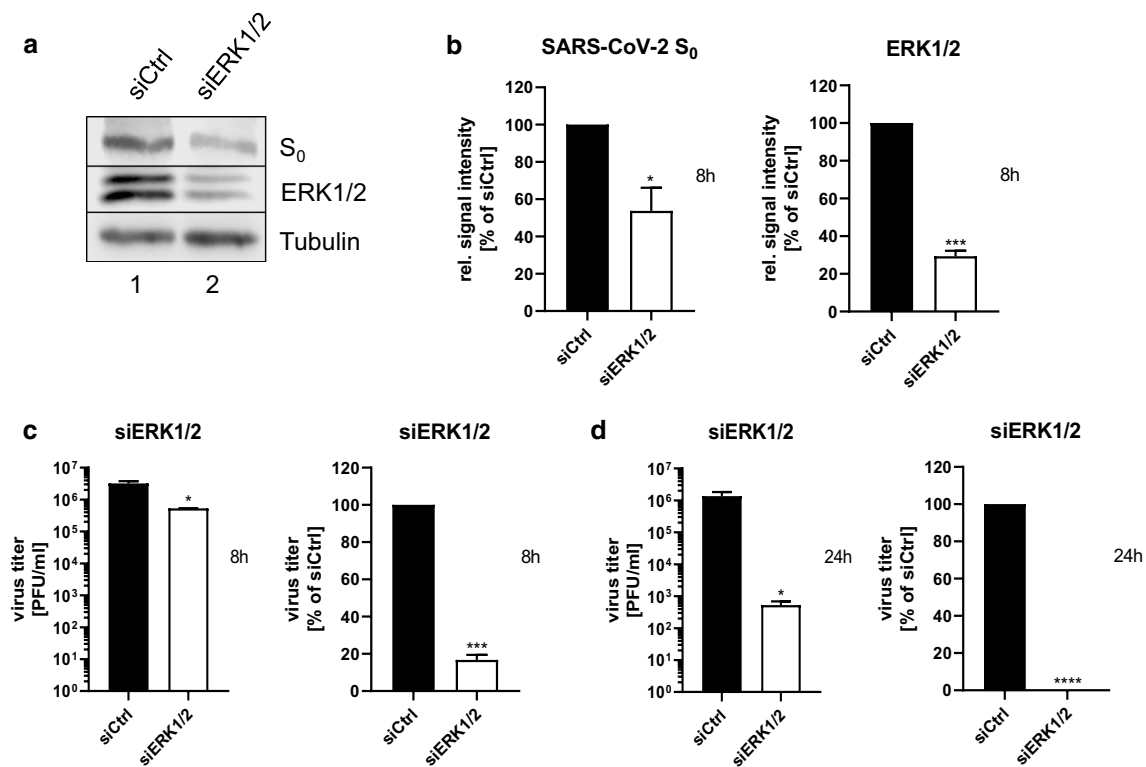 a
siCtrl
siERK1/2
S₀
ERK1/2
Tubulin
1 2
b
SARS-CoV-2 S₀
rel. signal intensity
[% of siCtrl]
120
100
80
60
40
20
0
*
8h
siCtrl
siERK1/2
ERK1/2
rel. signal intensity
[% of siCtrl]
120
100
80
60
40
20
0
***
8h
siCtrl
siERK1/2
c
siERK1/2
virus titer
[PFU/ml]
10⁷
10⁶
10⁵
10⁴
10³
10²
10¹
10⁰
*
8h
siCtrl
siERK1/2
siERK1/2
virus titer
[% of siCtrl]
120
100
80
60
40
20
0
***
8h
siCtrl
siERK1/2
d
siERK1/2
virus titer
[PFU/ml]
10⁷
10⁶
10⁵
10⁴
10³
10²
10¹
10⁰
*
24h
siCtrl
siERK1/2
siERK1/2
virus titer
[% of siCtrl]
120
100
80
60
40
20
0
****
24h
siCtrl
siERK1/2